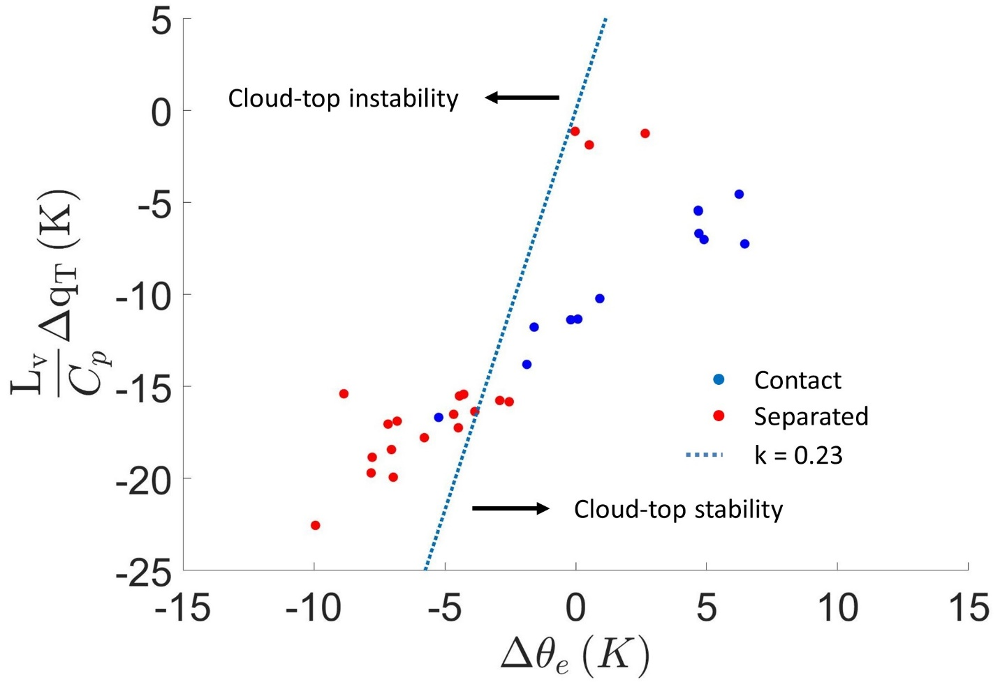 5
0
-5
-10
-15
-20
-25
Lv/Cp ΔqT (K)
Cloud-top instability
Contact
Separated
k = 0.23
Cloud-top stability
-15 -10 -5 0 5 10 15
Δθe (K)